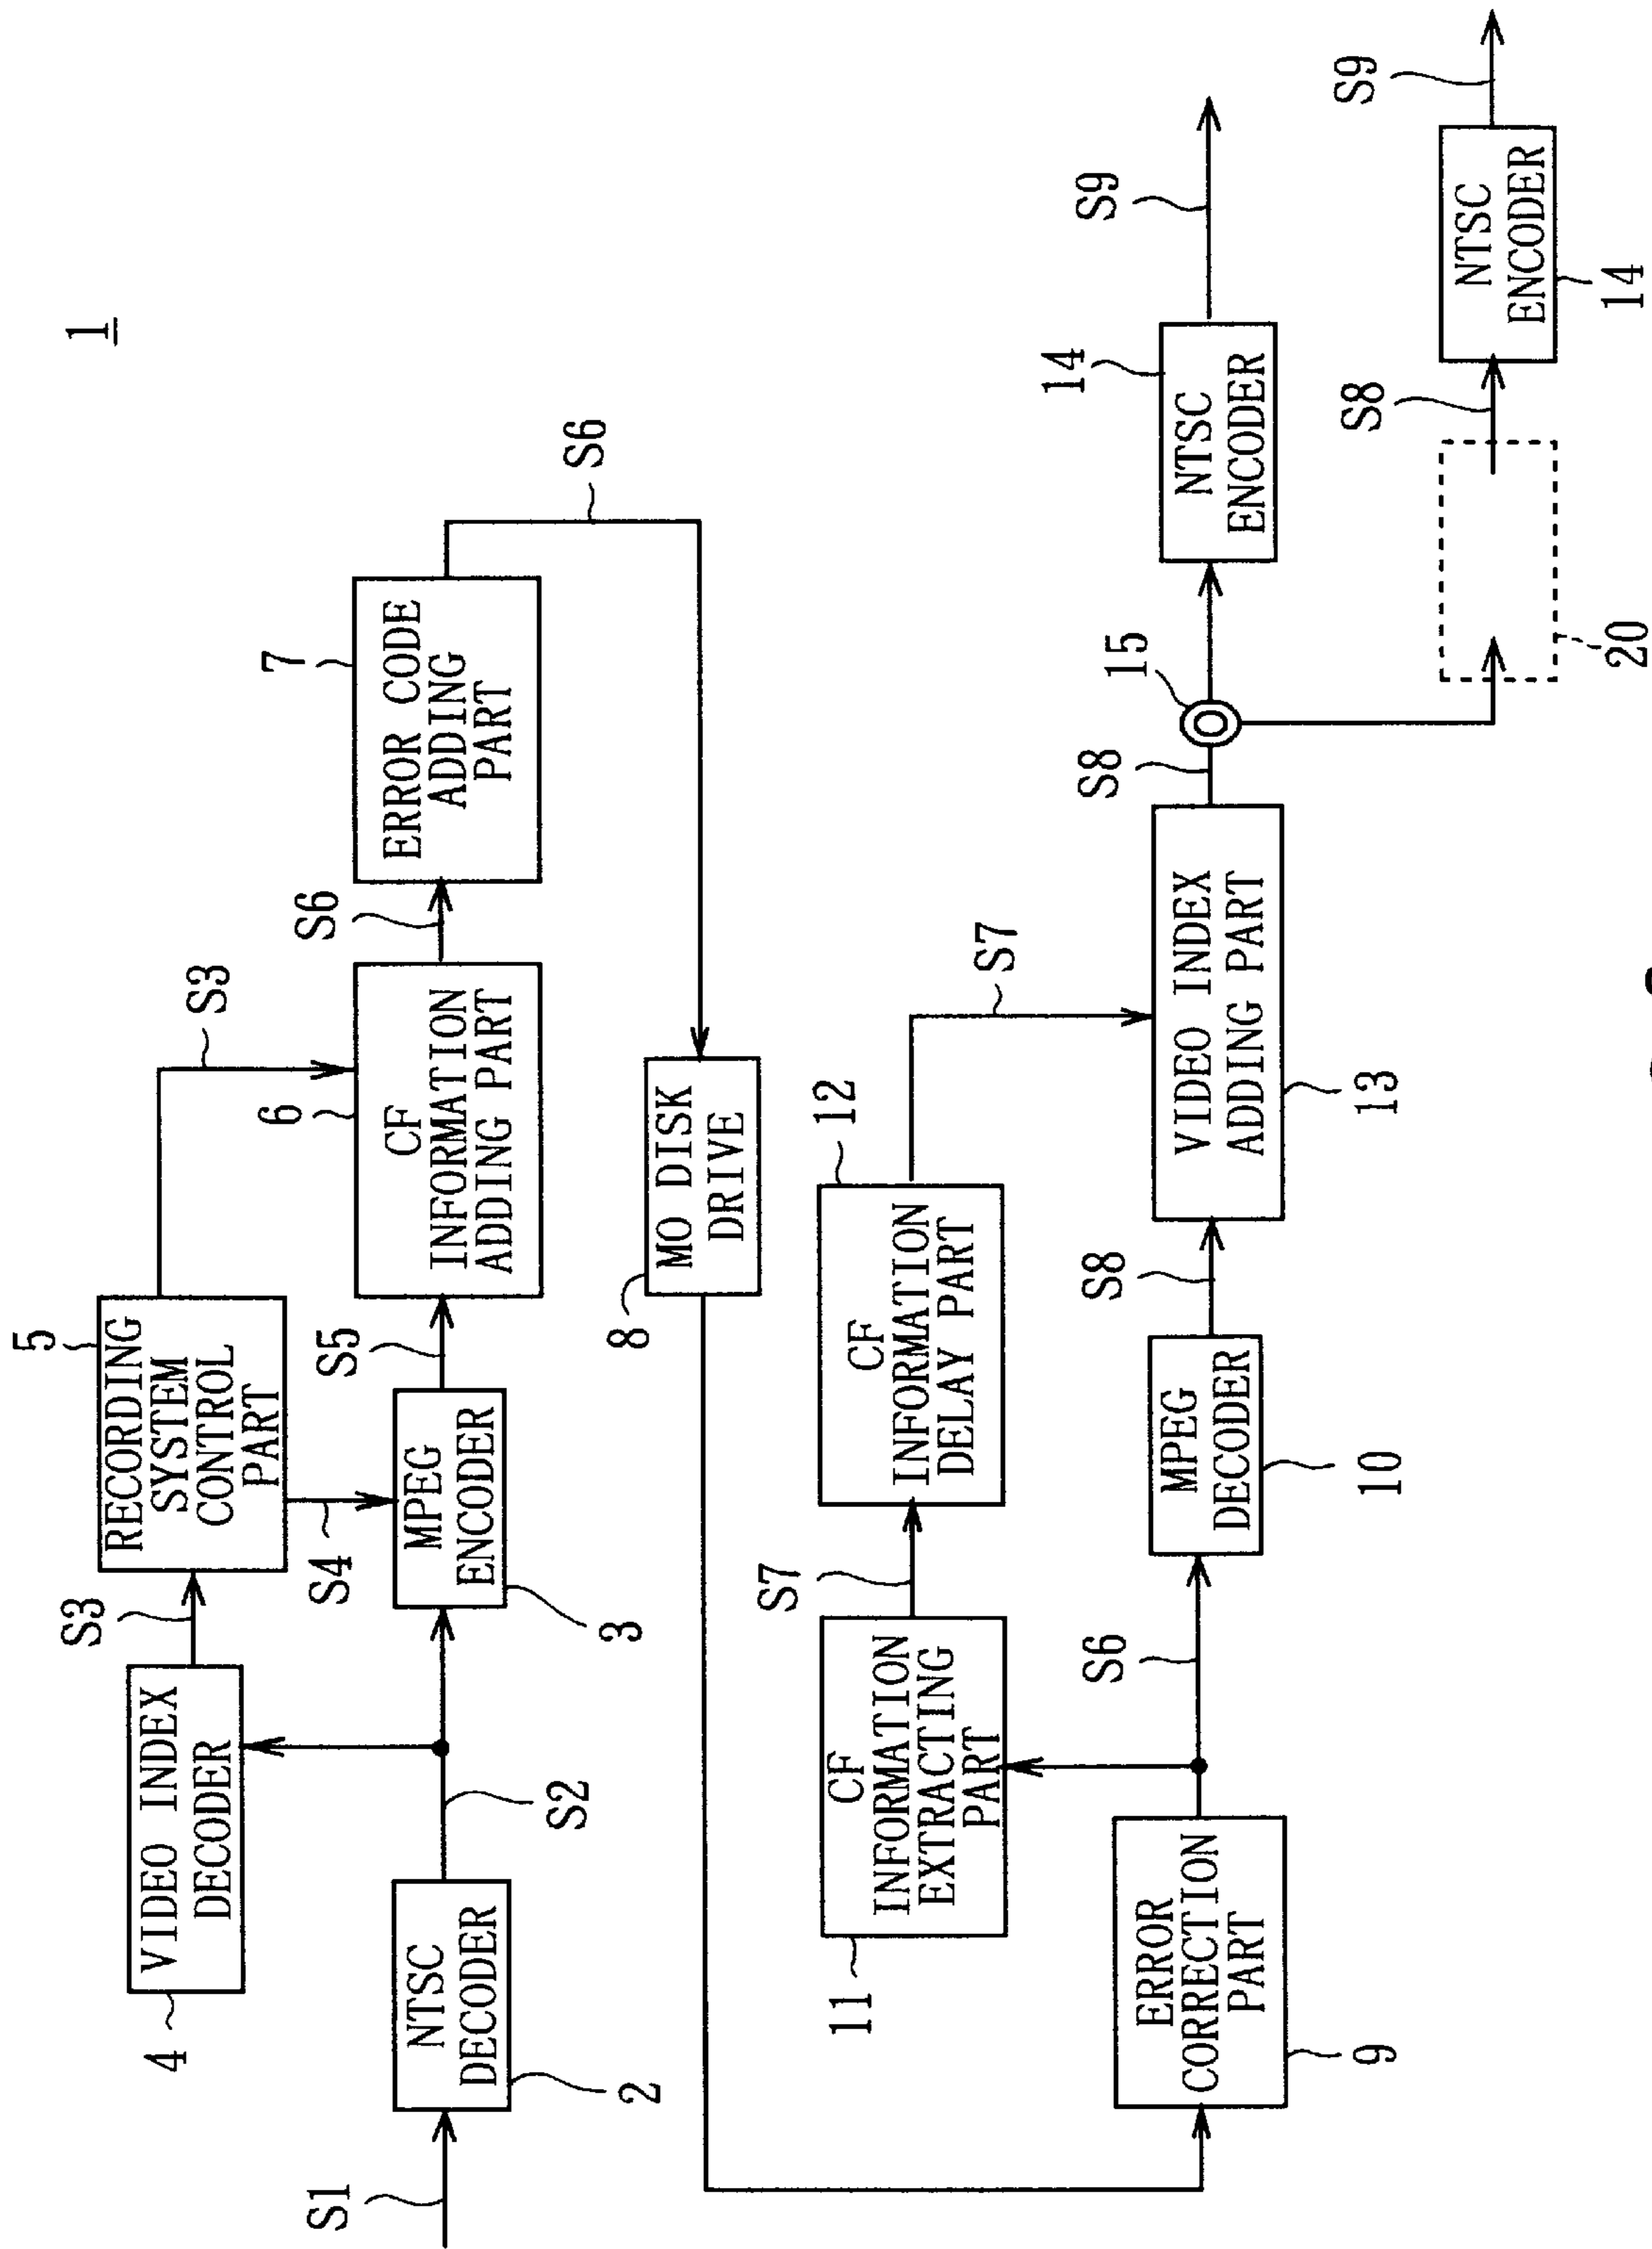 1
5
RECORDING
SYSTEM
CONTROL
PART
S3
S3
4
VIDEO INDEX
DECODER
S4
S1
2
NTSC
DECODER
S2
3
MPEG
ENCODER
S5
6
CF
INFORMATION
ADDING PART
S6
7
ERROR CODE
ADDING
PART
S6
8
MO DISK
DRIVE
11
CF
INFORMATION
EXTRACTING
PART
S7
12
CF
INFORMATION
DELAY PART
S7
9
ERROR
CORRECTION
PART
S6
10
MPEG
DECODER
S8
13
VIDEO INDEX
ADDING PART
S8
15
14
NTSC
ENCODER
S9
20
S8
14
NTSC
ENCODER
S9